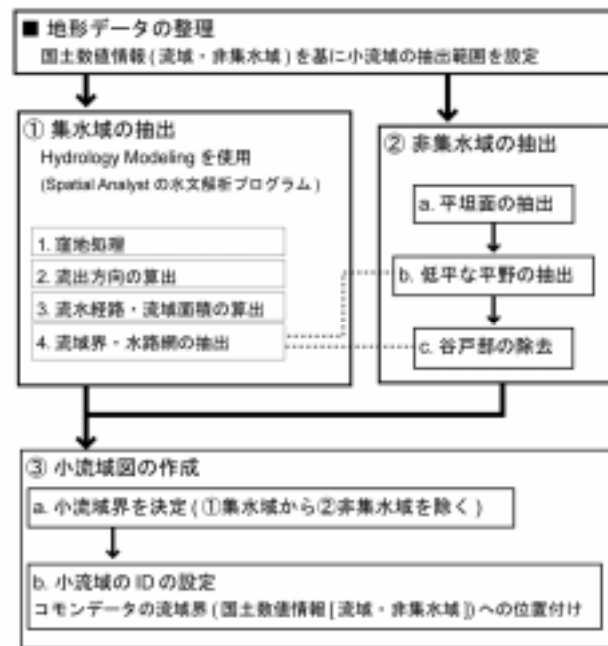 ■ 地形データの整理
国土数値情報(流域・非集水域)を基に小流域の抽出範囲を設定
① 集水域の抽出
Hydrology Modeling を使用
(Spatial Analyst の水文解析プログラム)
1. 窪地処理
2. 流出方向の算出
3. 流水経路・流域面積の算出
4. 流域界・水路網の抽出
② 非集水域の抽出
a. 平坦面の抽出
b. 低平な平野の抽出
c. 谷戸部の除去
③ 小流域図の作成
a. 小流域界を決定(①集水域から②非集水域を除く)
b. 小流域の ID の設定
コモンデータの流域界(国土数値情報[流域・非集水域])への位置付け